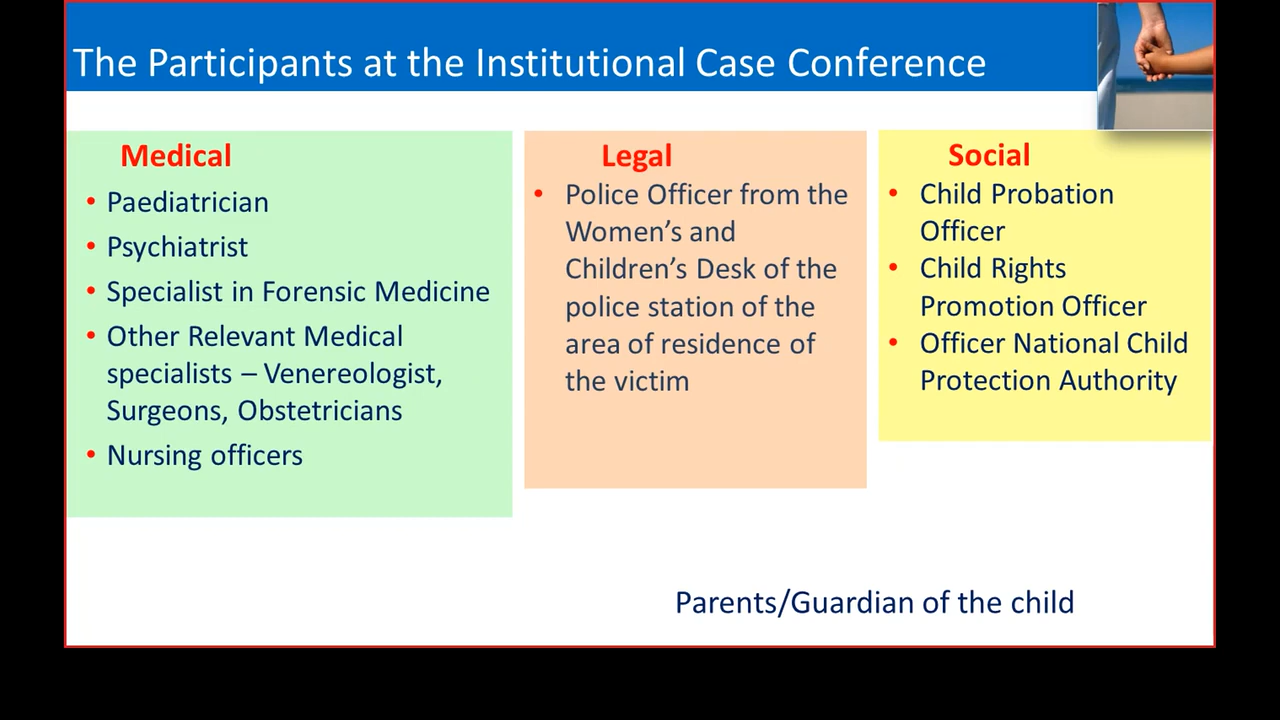 The Participants at the Institutional Case Conference
Medical
• Paediatrician
• Psychiatrist
• Specialist in Forensic Medicine
• Other Relevant Medical
specialists – Venereologist,
Surgeons, Obstetricians
• Nursing officers
Legal
• Police Officer from the
Women’s and
Children’s Desk of the
police station of the
area of residence of
the victim
Social
• Child Probation
Officer
• Child Rights
Promotion Officer
• Officer National Child
Protection Authority
Parents/Guardian of the child